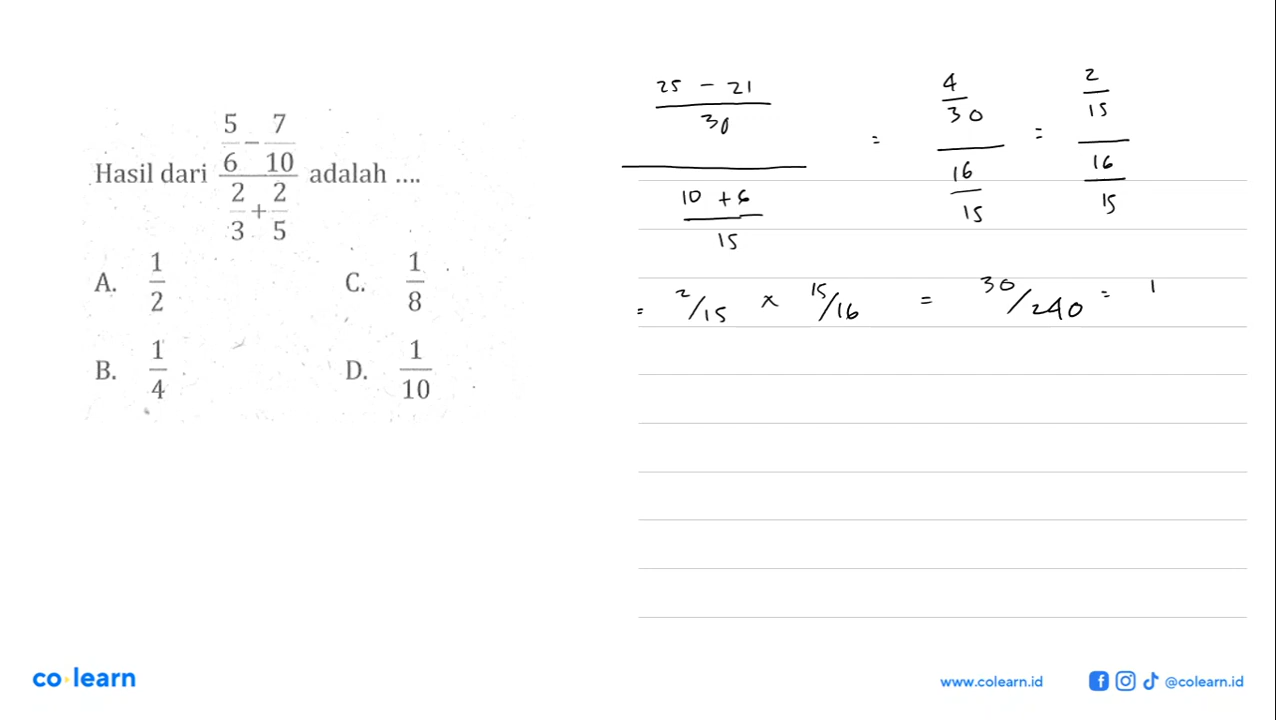 Hasil dari (5/6 - 7/10)/(2/3 + 2/5) adalah ....
A. 1/2
C. 1/8
B. 1/4
D. 1/10
((25 - 21)/30)/((10 + 6)/15) = (4/30)/(16/15) = (2/15)/(16/15)
= 2/15 x 15/16 = 30/240 = 1
co learn
www.colearn.id @colearn.id